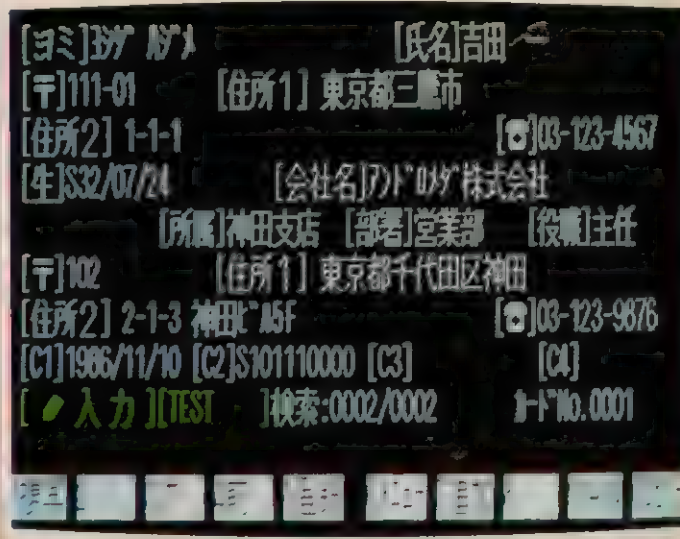 [ヨミ]ヨシダ ハジメ [氏名]吉田 一
[〒]111-01 [住所1] 東京都三鷹市
[住所2] 1-1-1 [☎]03-123-4567
[生]S32/07/24 [会社名]アンドロメダ株式会社
[所属]神田支店 [部署]営業部 [役職]主任
[〒]102 [住所1] 東京都千代田区神田
[住所2] 2-1-3 神田ビル5F [☎]03-123-9876
[C1]1986/11/10 [C2]S101110000 [C3] [C4]
[入力][TEST ]検索:0002/0002 カードNo.0001